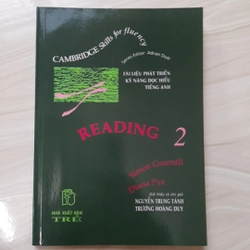 CAMBRIDGE Skills for fluency
Series Editor: Adrian Doff
TÀI LIỆU PHÁT TRIỂN
KỸ NĂNG ĐỌC HIỂU
TIẾNG ANH
READING 2
Simon Greenall
Diana Pye
Giới thiệu và chú giải
NGUYỄN TRUNG TÁNH
TRƯƠNG HOÀNG DUY
NHÀ XUẤT BẢN
TRẺ